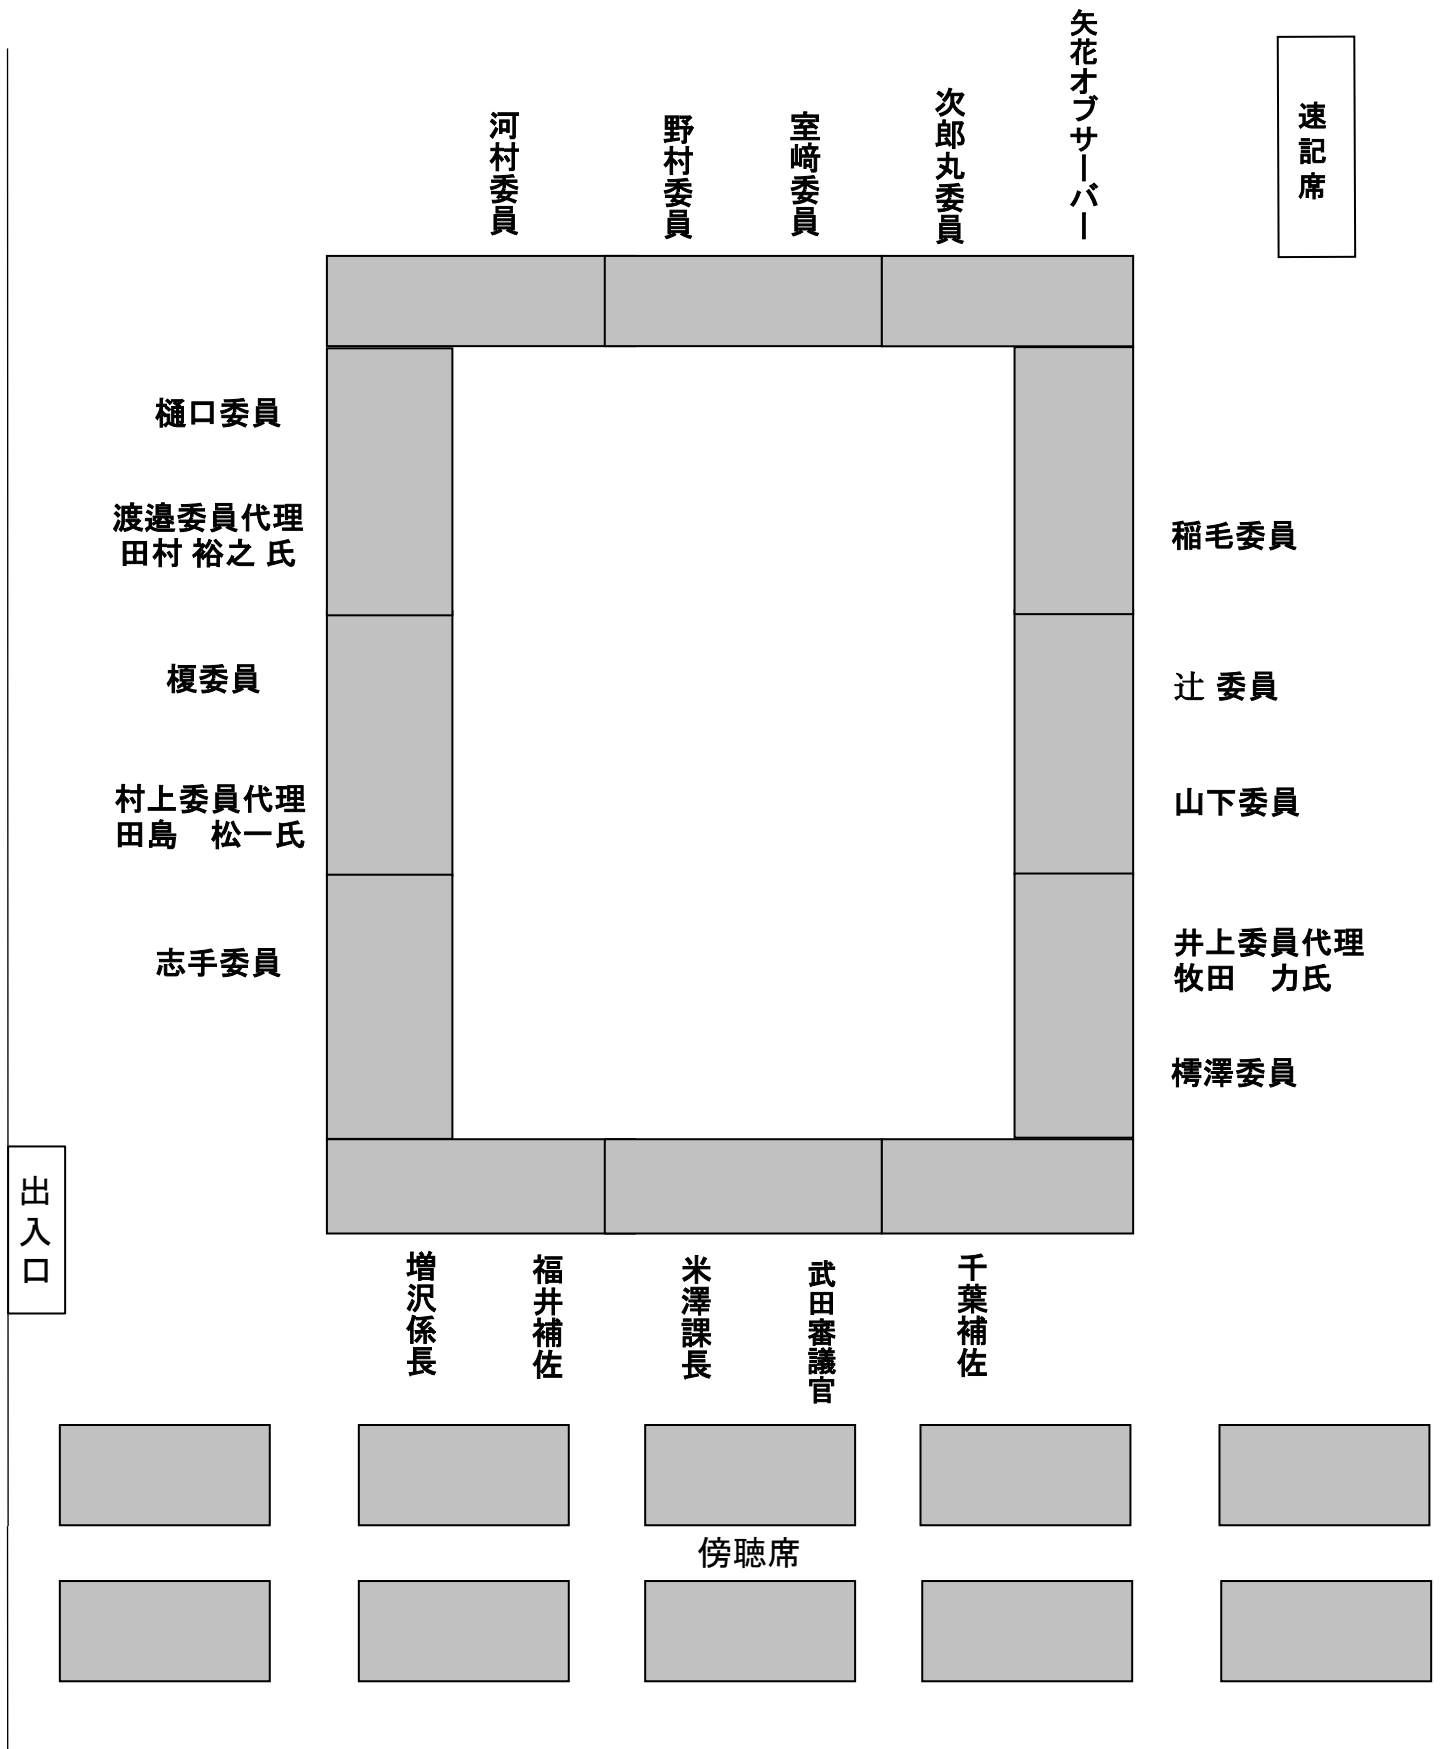 矢花オブサーバー
次郎丸委員
室﨑委員
野村委員
河村委員
速記席
樋口委員
渡邉委員代理
田村 裕之 氏
榎委員
村上委員代理
田島　松一氏
志手委員
稲毛委員
辻 委員
山下委員
井上委員代理
牧田　力氏
樗澤委員
出入口
増沢係長
福井補佐
米澤課長
武田審議官
千葉補佐
傍聴席